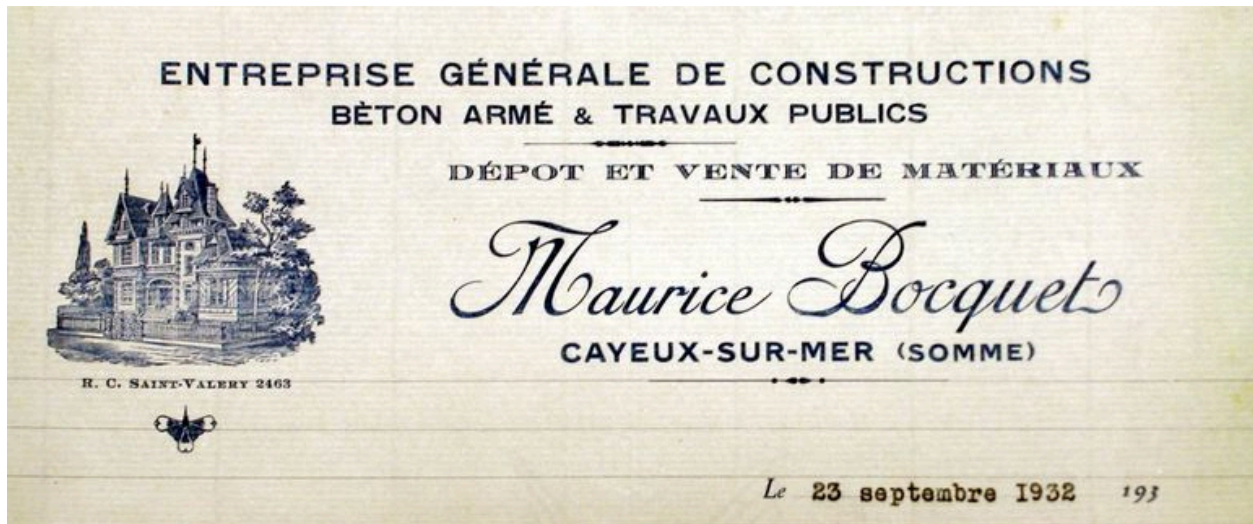 ENTREPRISE GÉNÉRALE DE CONSTRUCTIONS
BÈTON ARMÉ & TRAVAUX PUBLICS
DÉPOT ET VENTE DE MATÉRIAUX
Maurice Bocquet
CAYEUX-SUR-MER (SOMME)
R. C. SAINT-VALERY 2463
Le 23 septembre 1932 193